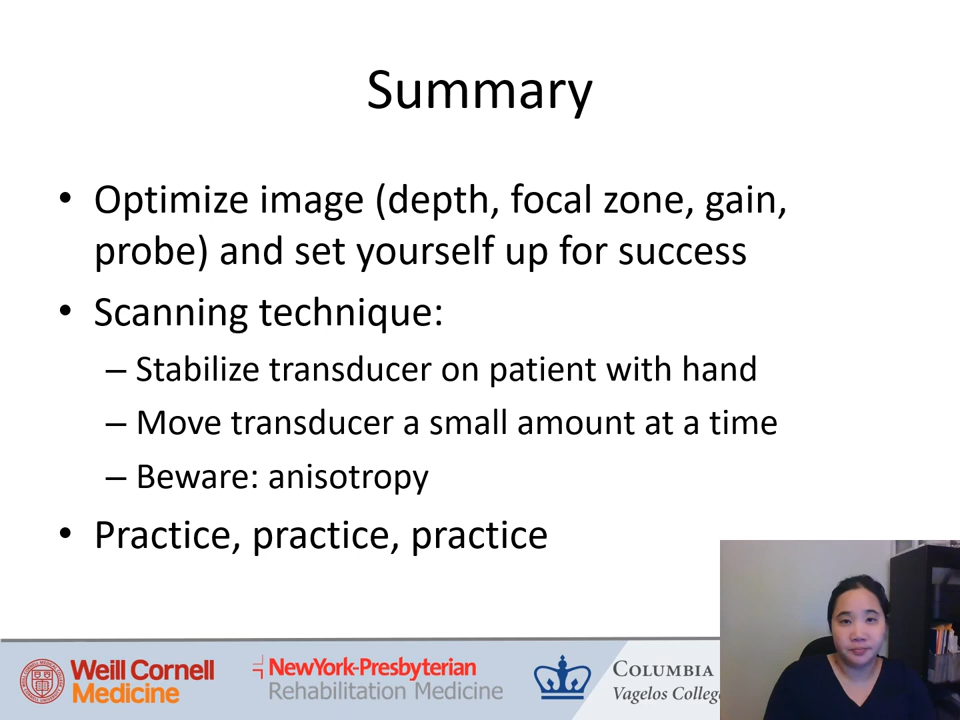 Summary
• Optimize image (depth, focal zone, gain,
probe) and set yourself up for success
• Scanning technique:
– Stabilize transducer on patient with hand
– Move transducer a small amount at a time
– Beware: anisotropy
• Practice, practice, practice
Weill Cornell
Medicine
NewYork-Presbyterian
Rehabilitation Medicine
COLUMBIA
Vagelos Colleg